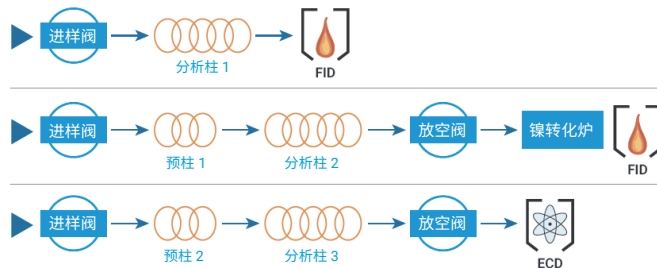 进样阀
分析柱 1
FID
进样阀
预柱 1
分析柱 2
放空阀
镍转化炉
FID
进样阀
预柱 2
分析柱 3
放空阀
ECD